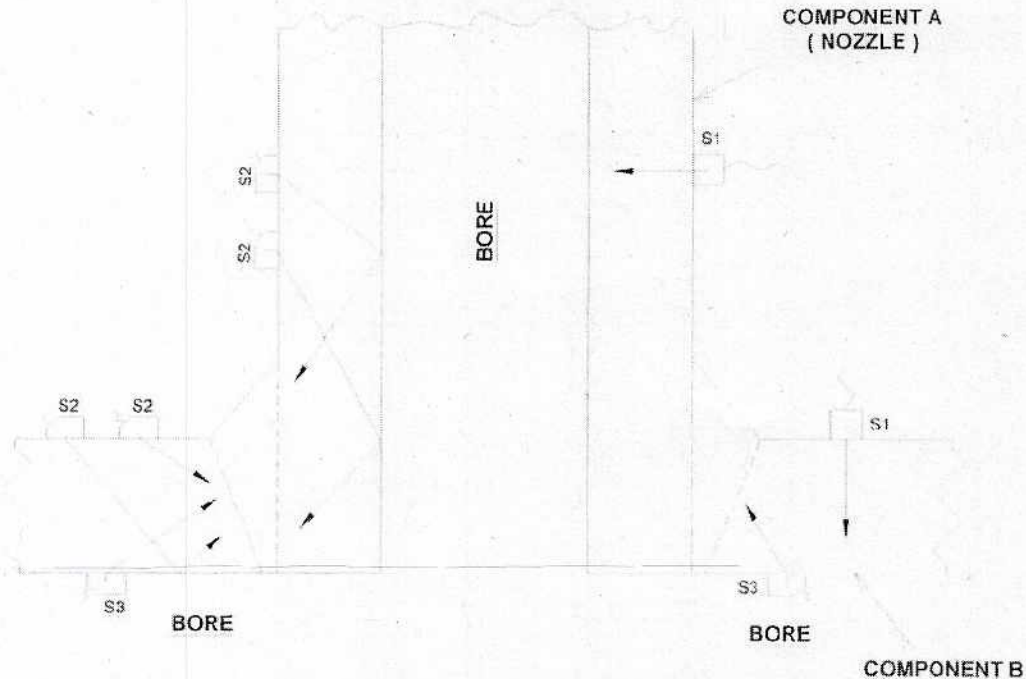 COMPONENT A
( NOZZLE )
S1
S2
S2
BORE
S2
S2
S1
S3
S3
BORE
BORE
COMPONENT B